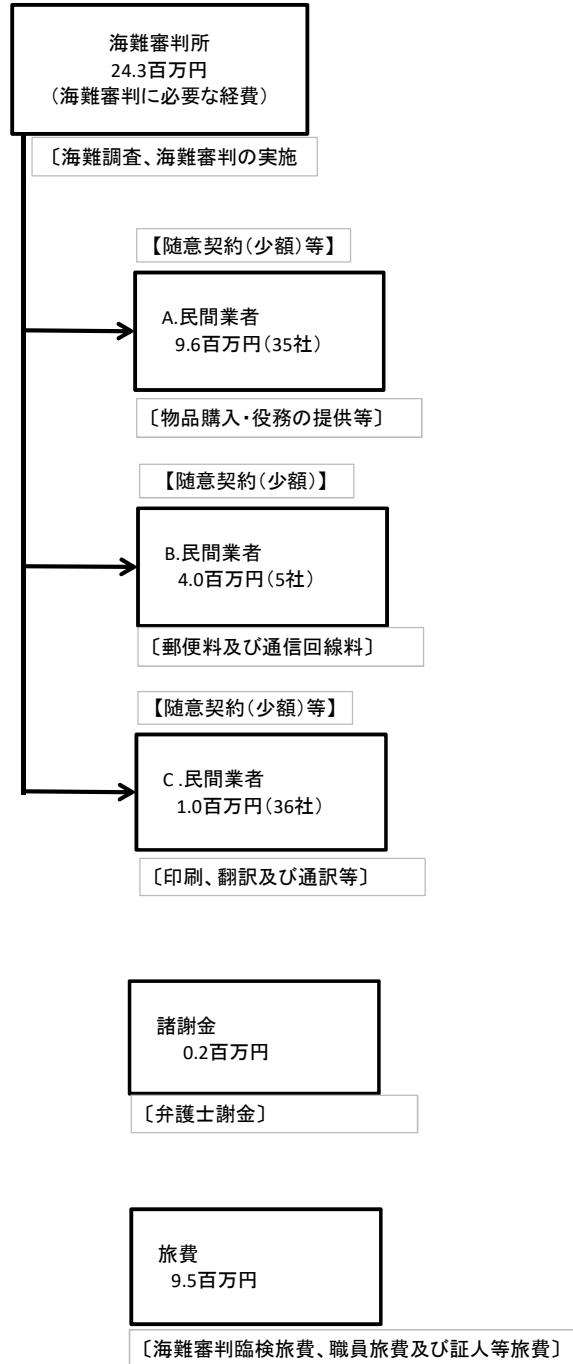 海難審判所
24.3百万円
（海難審判に必要な経費）
〔海難調査、海難審判の実施
【随意契約（少額）等】
A.民間業者
9.6百万円（35社）
〔物品購入・役務の提供等〕
【随意契約（少額）】
B.民間業者
4.0百万円（5社）
〔郵便料及び通信回線料〕
【随意契約（少額）等】
C .民間業者
1.0百万円（36社）
〔印刷、翻訳及び通訳等〕
諸謝金
0.2百万円
〔弁護士謝金〕
旅費
9.5百万円
〔海難審判臨検旅費、職員旅費及び証人等旅費〕